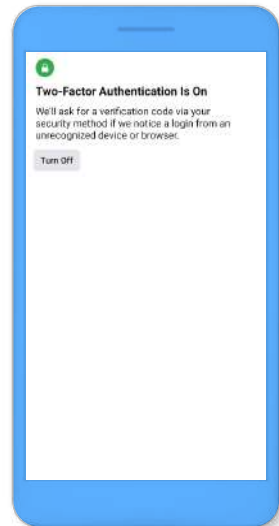 Two-Factor Authentication Is On
We'll ask for a verification code via your
security method if we notice a login from an
unrecognized device or browser.
Turn Off